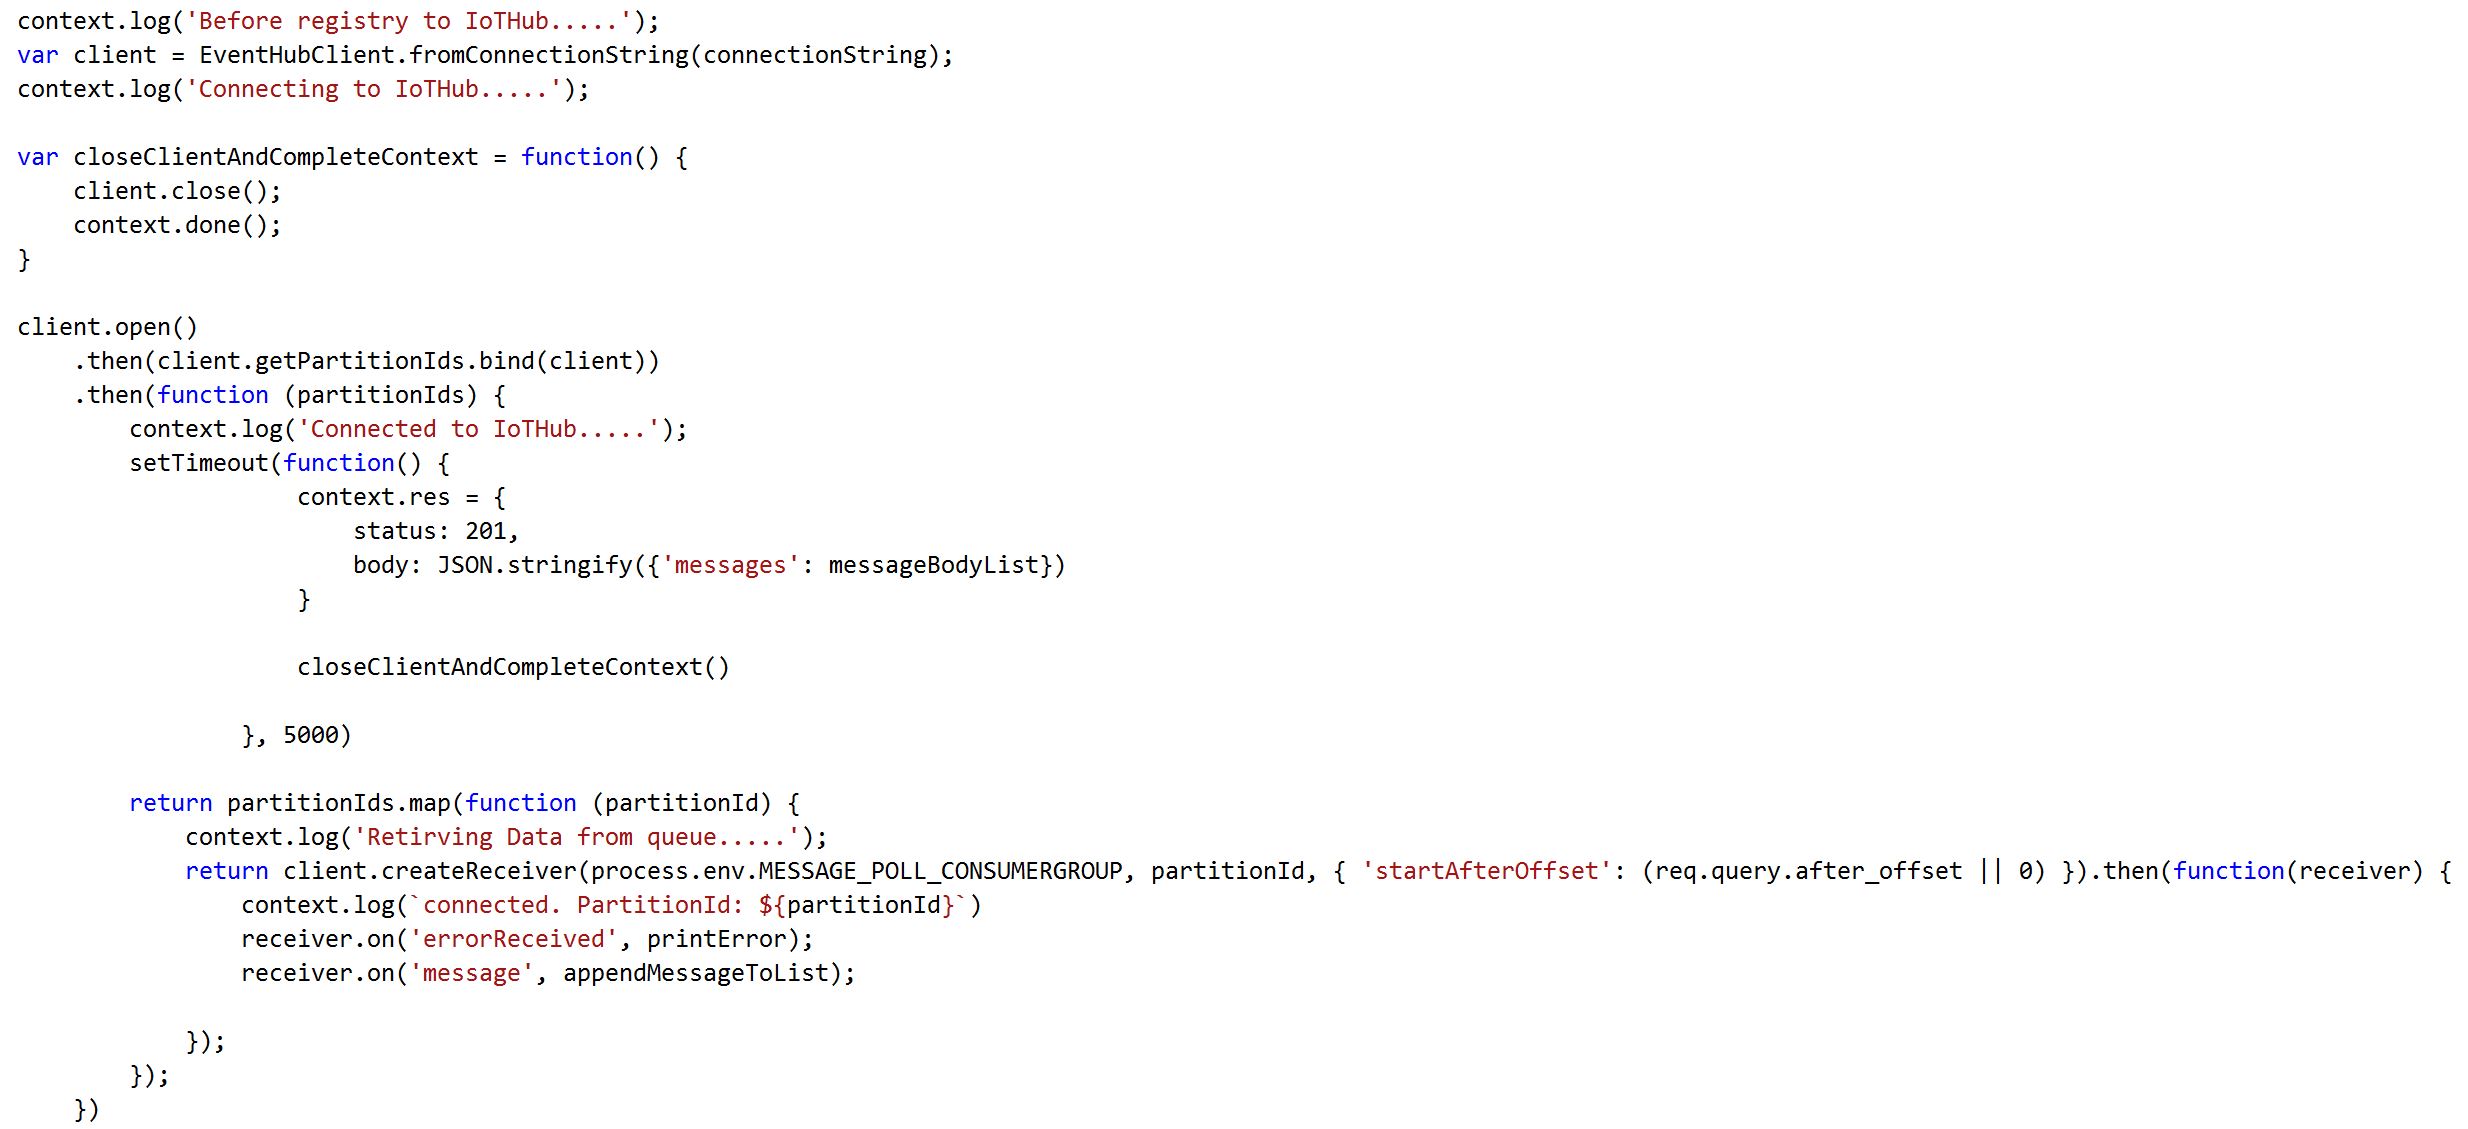 context.log('Before registry to IoTHub.....');
var client = EventHubClient.fromConnectionString(connectionString);
context.log('Connecting to IoTHub.....');

var closeClientAndCompleteContext = function() {
    client.close();
    context.done();
}

client.open()
    .then(client.getPartitionIds.bind(client))
    .then(function (partitionIds) {
        context.log('Connected to IoTHub.....');
        setTimeout(function() {
                    context.res = {
                        status: 201,
                        body: JSON.stringify({'messages': messageBodyList})
                    }

                    closeClientAndCompleteContext()

                }, 5000)

        return partitionIds.map(function (partitionId) {
            context.log('Retirving Data from queue.....');
            return client.createReceiver(process.env.MESSAGE_POLL_CONSUMERGROUP, partitionId, { 'startAfterOffset': (req.query.after_offset || 0) }).then(function(receiver) {
                context.log(`connected. PartitionId: ${partitionId}`)
                receiver.on('errorReceived', printError);
                receiver.on('message', appendMessageToList);

            });
        });
    })